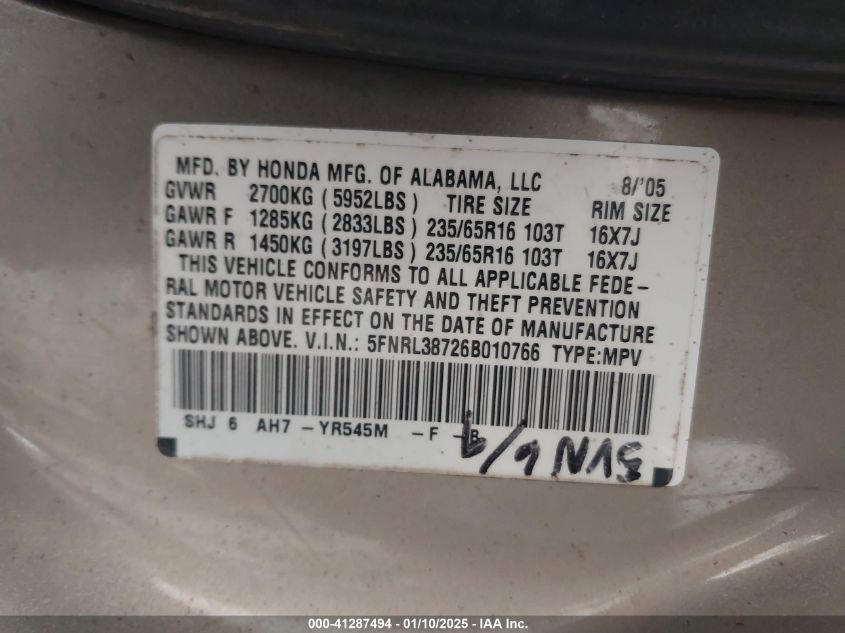 MFD. BY HONDA MFG. OF ALABAMA, LLC 8/'05
GVWR 2700KG (5952LBS) TIRE SIZE RIM SIZE
GAWR F 1285KG (2833LBS) 235/65R16 103T 16X7J
GAWR R 1450KG (3197LBS) 235/65R16 103T 16X7J
THIS VEHICLE CONFORMS TO ALL APPLICABLE FEDE-
RAL MOTOR VEHICLE SAFETY AND THEFT PREVENTION
STANDARDS IN EFFECT ON THE DATE OF MANUFACTURE
SHOWN ABOVE. V.I.N.: 5FNRL38726B010766 TYPE:MPV
SHJ 6 AH7 -YR545M -F -B
000-41287494 - 01/10/2025 - IAA Inc.